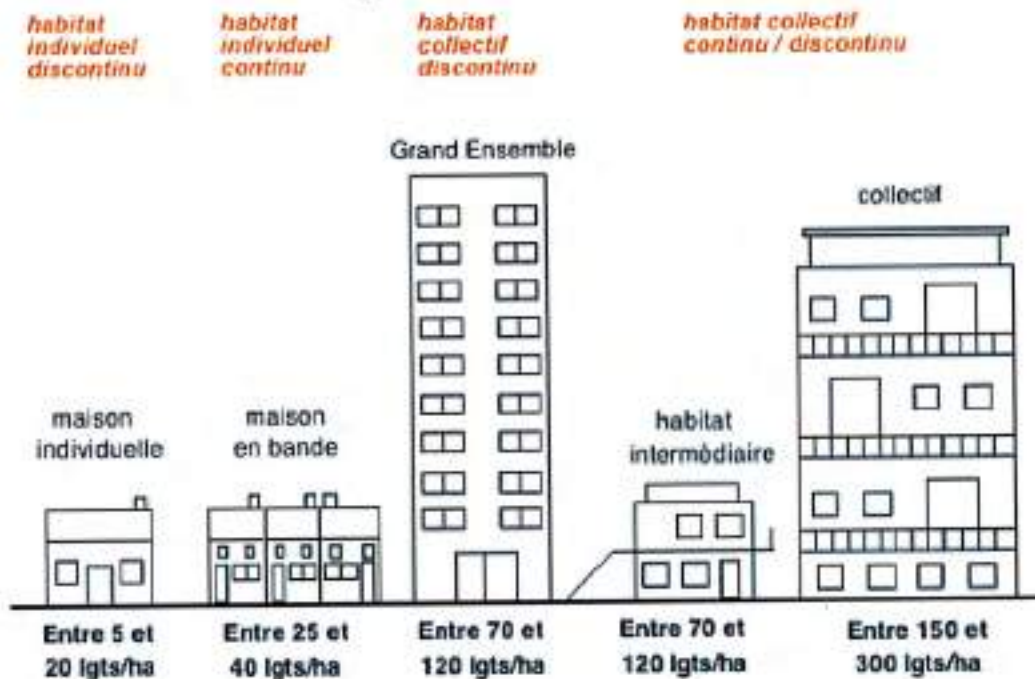 habitat
individuel
discontinu
habitat
individuel
continu
habitat
collectif
discontinu
habitat collectif
continu / discontinu
Grand Ensemble
collectif
maison
individuelle
maison
en bande
habitat
intermèdiaire
Entre 5 et
20 lgts/ha
Entre 25 et
40 lgts/ha
Entre 70 et
120 lgts/ha
Entre 70 et
120 lgts/ha
Entre 150 et
300 lgts/ha